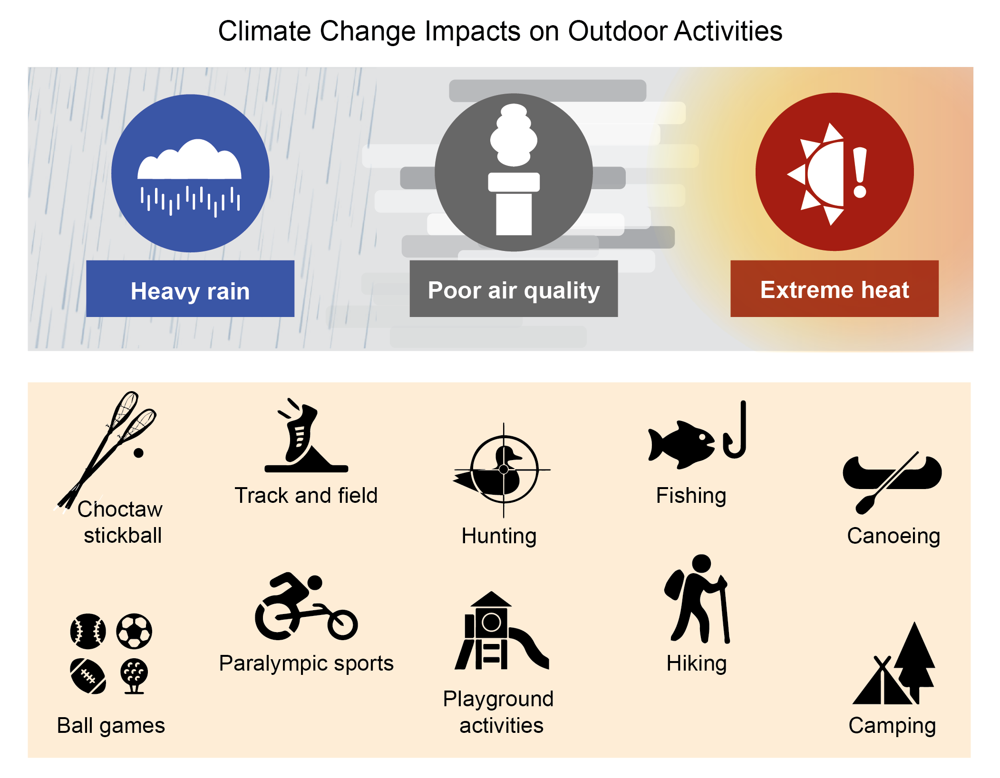 Climate Change Impacts on Outdoor Activities
Heavy rain
Poor air quality
Extreme heat
Choctaw
stickball
Track and field
Hunting
Fishing
Canoeing
Ball games
Paralympic sports
Playground
activities
Hiking
Camping